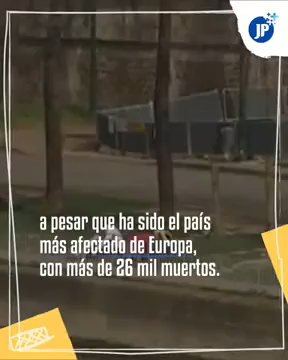 JP
a pesar que ha sido el país
más afectado de Europa,
con más de 26 mil muertos.